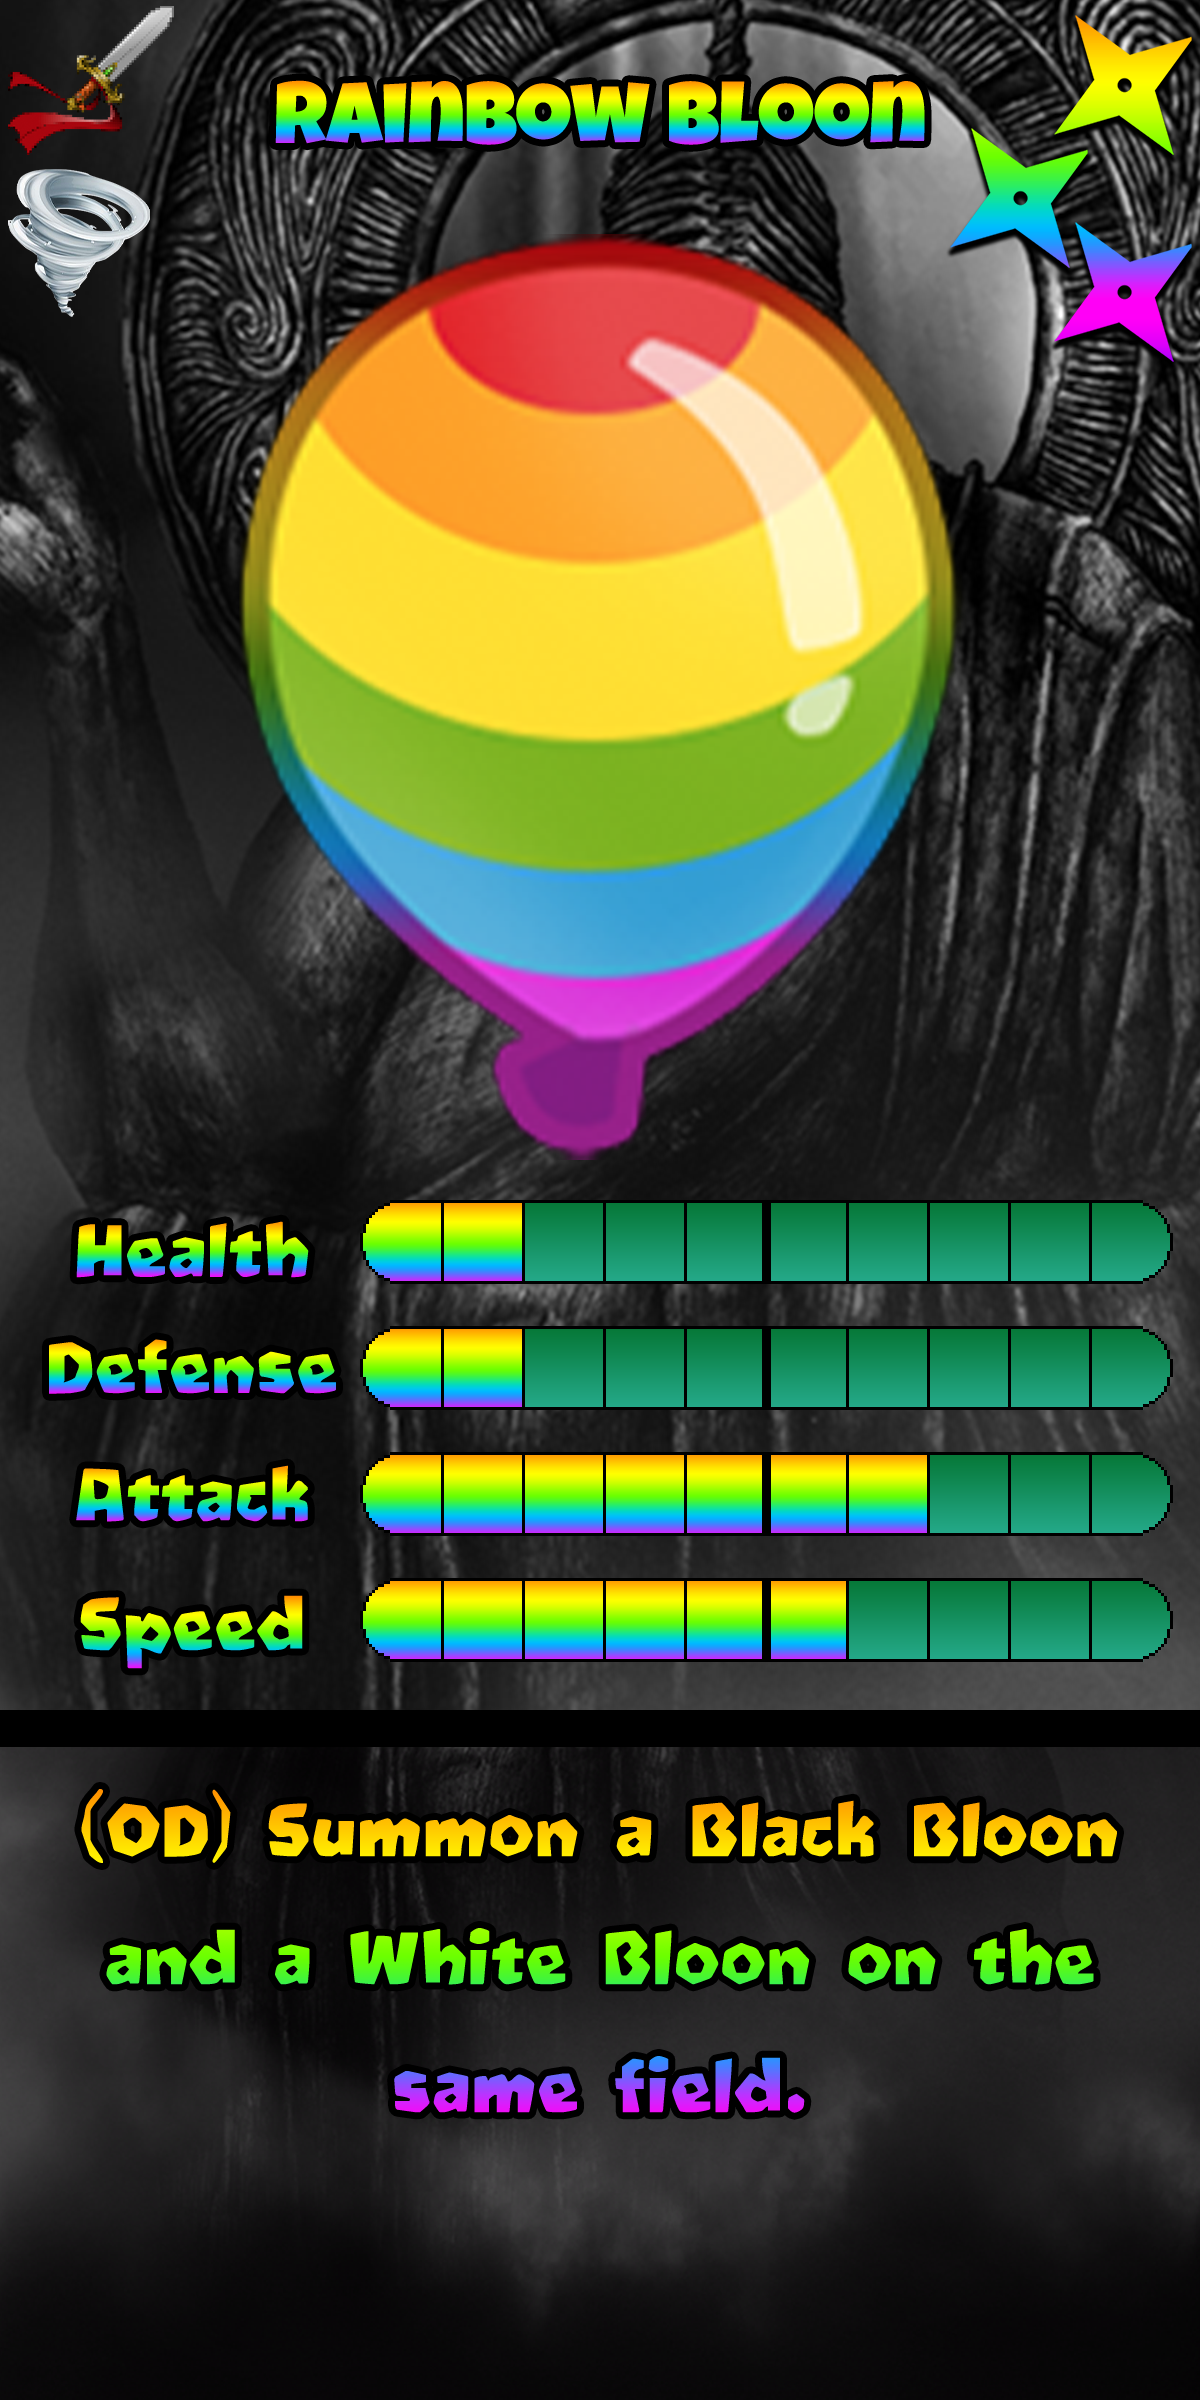 RAINBOW BLOON
Health
Defense
Attack
Speed
(OD) Summon a Black Bloon
and a White Bloon on the
same field.